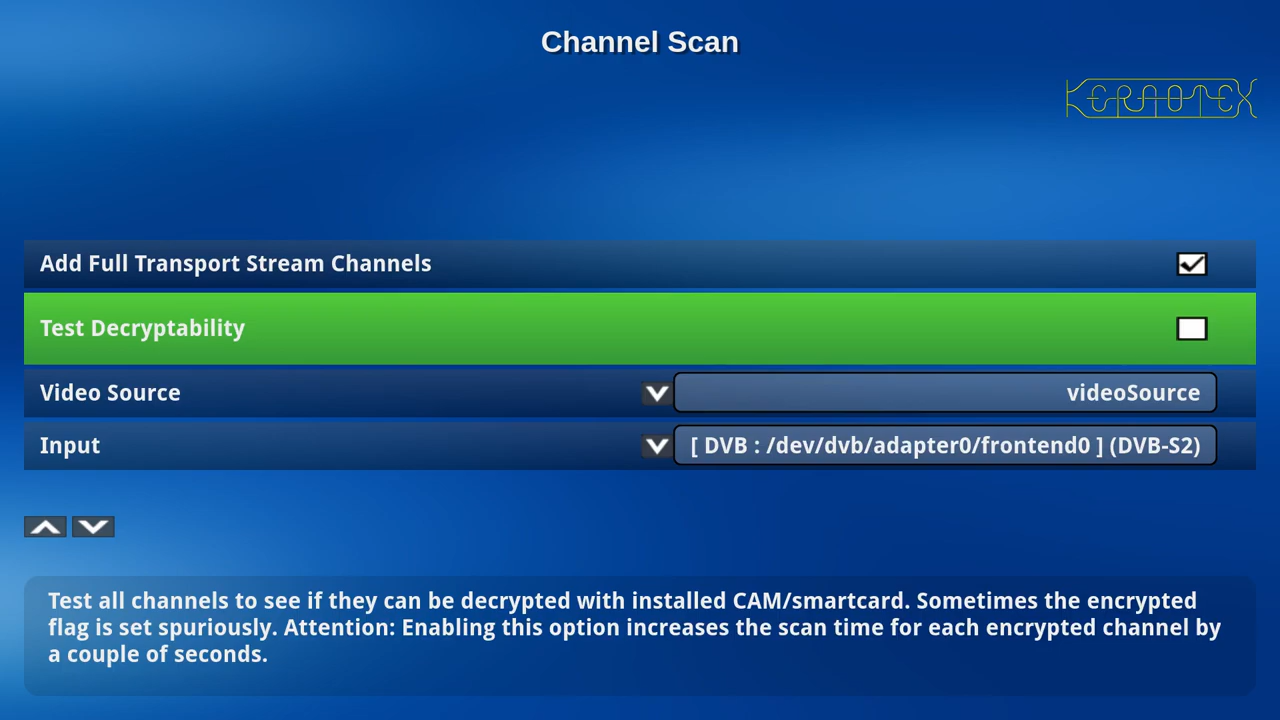 Channel Scan
KERAOTEX
Add Full Transport Stream Channels
Test Decryptability
Video Source
videoSource
Input
[ DVB : /dev/dvb/adapter0/frontend0 ] (DVB-S2)
Test all channels to see if they can be decrypted with installed CAM/smartcard. Sometimes the encrypted
flag is set spuriously. Attention: Enabling this option increases the scan time for each encrypted channel by
a couple of seconds.